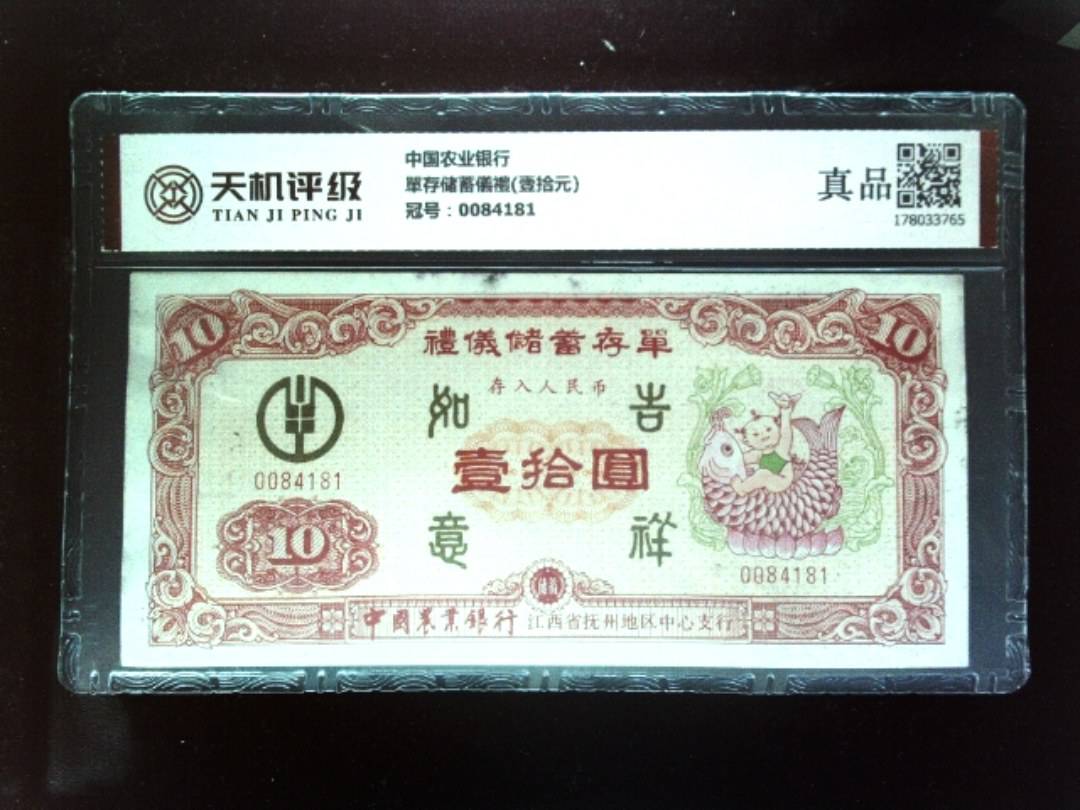 天机评级
TIAN JI PING JI
中国农业银行
單存储蓄儀禮(壹拾元)
冠号：0084181
真品
178033765
10
10
禮儀儲蓄存單
存入人民币
如 吉
0084181
壹拾圓
意 祥
10
0084181
中國農業銀行 江西省抚州地区中心支行